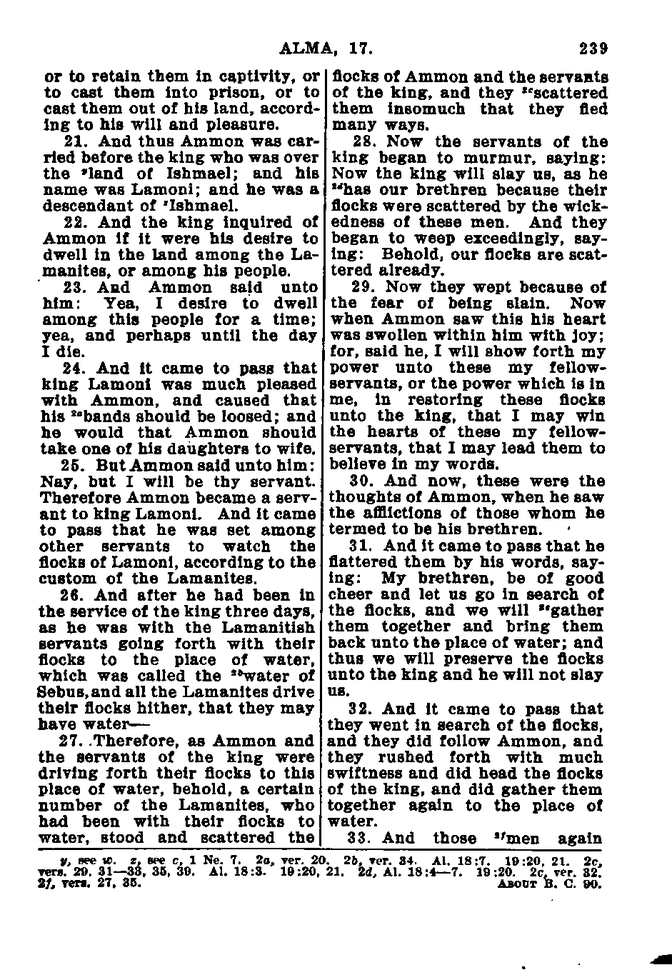 ALMA, 17.
239
or to retain them in captivity, or
to cast them into prison, or to
cast them out of his land, accord-
ing to his will and pleasure.
21. And thus Ammon was car-
ried before the king who was over
the yland of Ishmael; and his
name was Lamoni; and he was a
descendant of zIshmael.
22. And the king inquired of
Ammon if it were his desire to
dwell in the land among the La-
manites, or among his people.
23. And Ammon said unto
him: Yea, I desire to dwell
among this people for a time;
yea, and perhaps until the day
I die.
24. And it came to pass that
king Lamoni was much pleased
with Ammon, and caused that
his 2abands should be loosed; and
he would that Ammon should
take one of his daughters to wife.
25. But Ammon said unto him:
Nay, but I will be thy servant.
Therefore Ammon became a serv-
ant to king Lamoni. And it came
to pass that he was set among
other servants to watch the
flocks of Lamoni, according to the
custom of the Lamanites.
26. And after he had been in
the service of the king three days,
as he was with the Lamanitish
servants going forth with their
flocks to the place of water,
which was called the 2bwater of
Sebus, and all the Lamanites drive
their flocks hither, that they may
have water—
27. Therefore, as Ammon and
the servants of the king were
driving forth their flocks to this
place of water, behold, a certain
number of the Lamanites, who
had been with their flocks to
water, stood and scattered the
flocks of Ammon and the servants
of the king, and they 2cscattered
them insomuch that they fled
many ways.
28. Now the servants of the
king began to murmur, saying:
Now the king will slay us, as he
2dhas our brethren because their
flocks were scattered by the wick-
edness of these men. And they
began to weep exceedingly, say-
ing: Behold, our flocks are scat-
tered already.
29. Now they wept because of
the fear of being slain. Now
when Ammon saw this his heart
was swollen within him with joy;
for, said he, I will show forth my
power unto these my fellow-
servants, or the power which is in
me, in restoring these flocks
unto the king, that I may win
the hearts of these my fellow-
servants, that I may lead them to
believe in my words.
30. And now, these were the
thoughts of Ammon, when he saw
the afflictions of those whom he
termed to be his brethren.
31. And it came to pass that he
flattered them by his words, say-
ing: My brethren, be of good
cheer and let us go in search of
the flocks, and we will 2egather
them together and bring them
back unto the place of water; and
thus we will preserve the flocks
unto the king and he will not slay
us.
32. And it came to pass that
they went in search of the flocks,
and they did follow Ammon, and
they rushed forth with much
swiftness and did head the flocks
of the king, and did gather them
together again to the place of
water.
33. And those 2fmen again
y, see w. z, see c, 1 Ne. 7. 2a, ver. 20. 2b, ver. 34. Al. 18:7. 19:20, 21. 2c,
vers. 29. 31—33, 35, 39. Al. 18:3. 19:20, 21. 2d, Al. 18:4—7. 19:20. 2e, ver. 32.
2f, vers. 27, 35.
ABOUT B. C. 90.